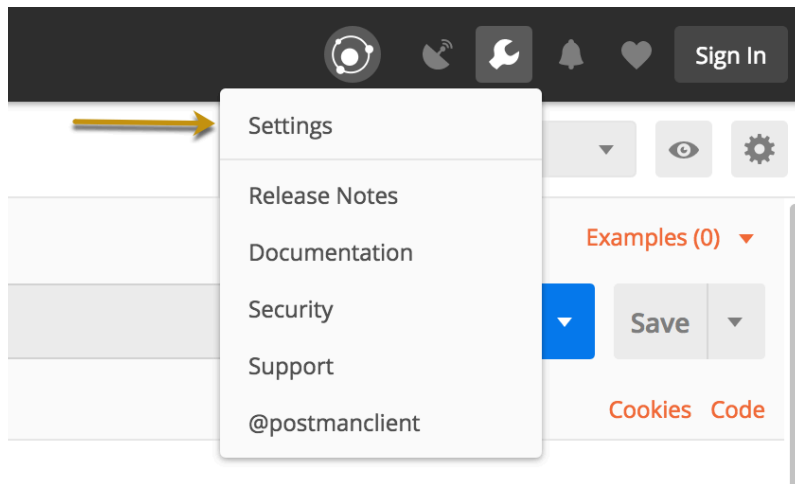 Sign In
Settings
Release Notes
Examples (0)
Documentation
Security
Save
Support
Cookies Code
@postmanclient